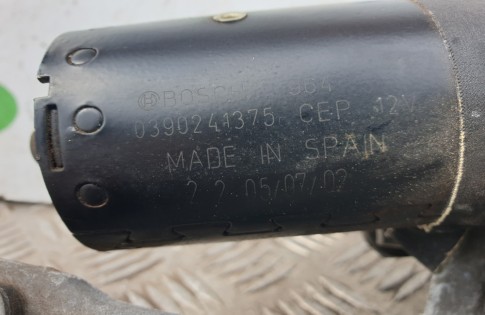 BOSCH
0390241375 CEP 12V
MADE IN SPAIN
2 2 05/07/02